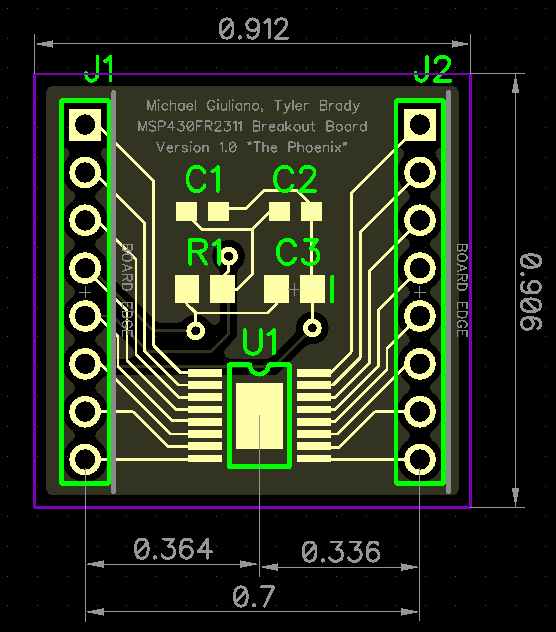 0.912
J1
J2
Michael Giuliano, Tyler Brady
MSP430FR2311 Breakout Board
Version 1.0 "The Phoenix"
C1
C2
R1
C3
BOARD EDGE
BOARD EDGE
0.906
U1
0.364
0.336
0.7